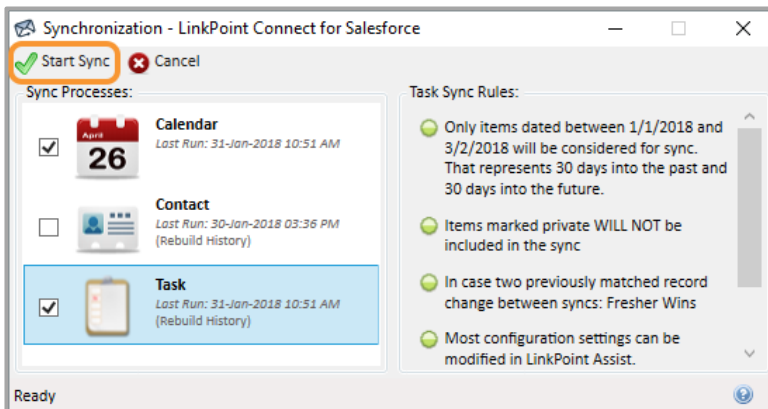 Synchronization - LinkPoint Connect for Salesforce
Start Sync Cancel
Sync Processes:
Calendar
Last Run: 31-Jan-2018 10:51 AM
April
26
Contact
Last Run: 30-Jan-2018 03:36 PM
(Rebuild History)
Task
Last Run: 31-Jan-2018 10:51 AM
(Rebuild History)
Task Sync Rules:
Only items dated between 1/1/2018 and
3/2/2018 will be considered for sync.
That represents 30 days into the past and
30 days into the future.
Items marked private WILL NOT be
included in the sync
In case two previously matched record
change between syncs: Fresher Wins
Most configuration settings can be
modified in LinkPoint Assist.
Ready